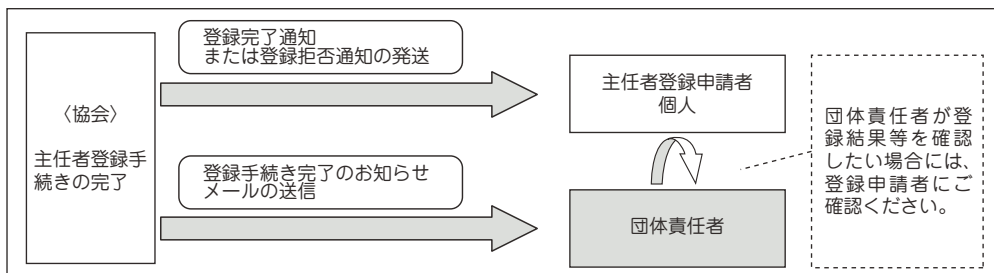 〈協会〉
主任者登録手
続きの完了
登録完了通知
または登録拒否通知の発送
登録手続き完了のお知らせ
メールの送信
主任者登録申請者
個人
団体責任者
団体責任者が登
録結果等を確認
したい場合には、
登録申請者にご
確認ください。